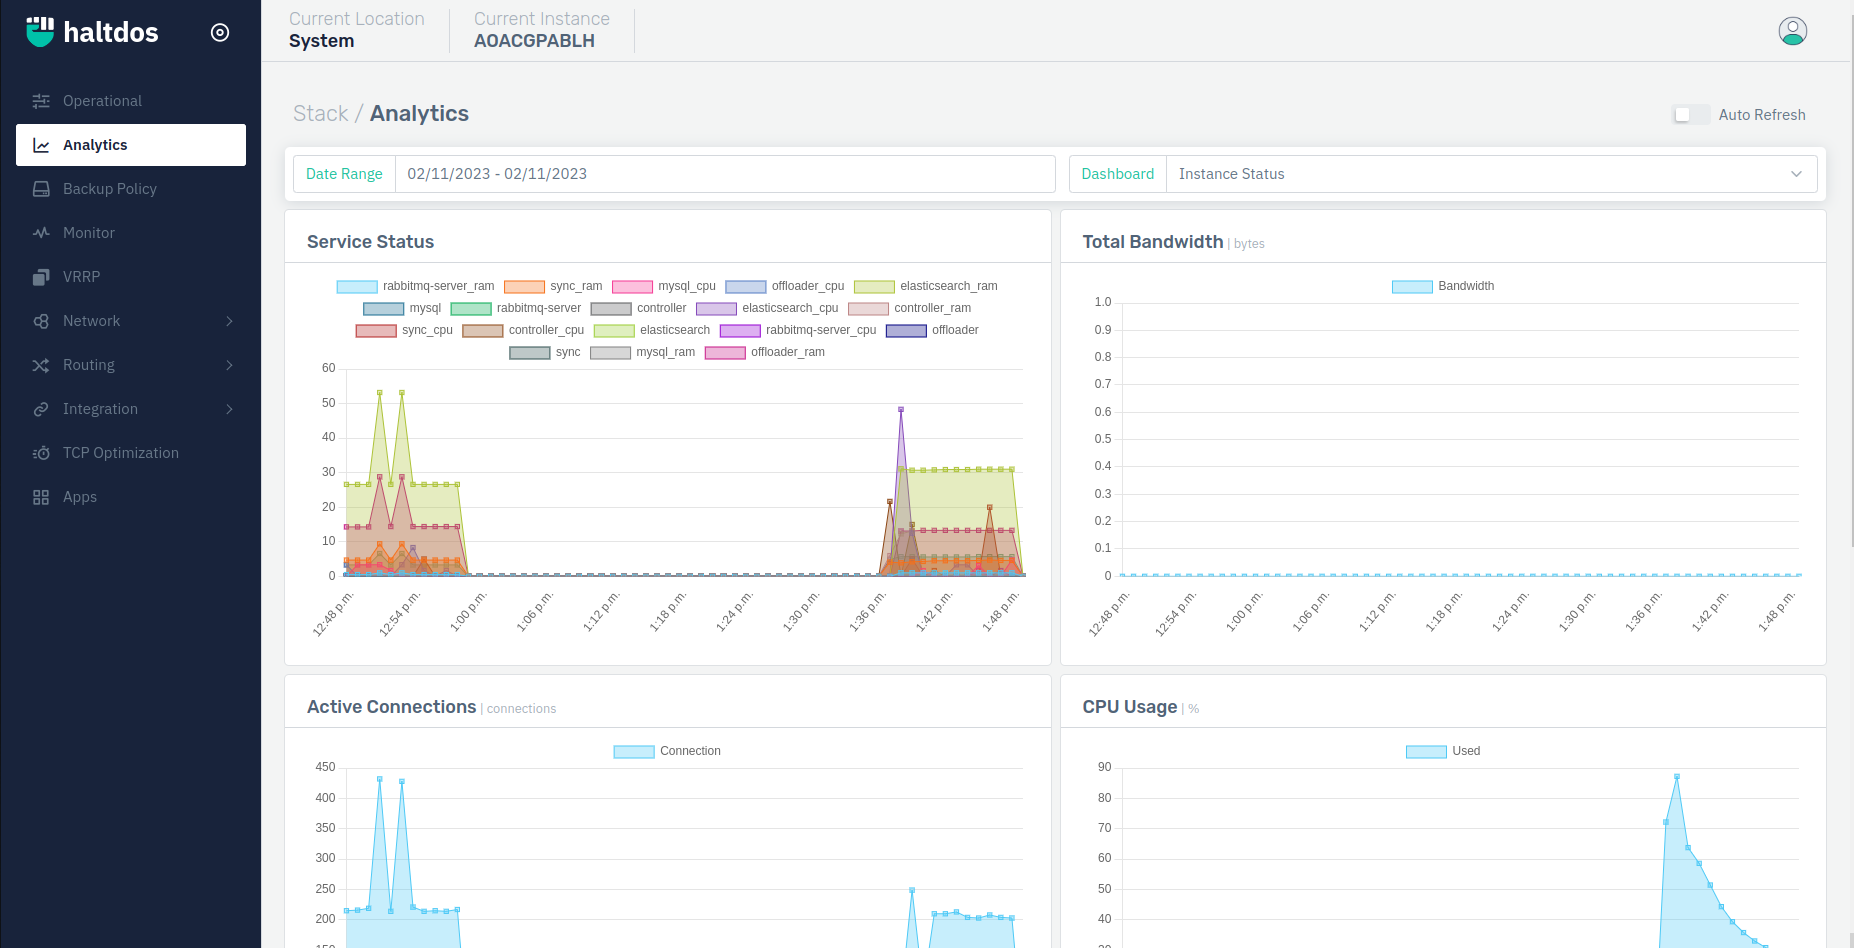 haltdos
Current Location
System
Current Instance
AOACGPABLH
Operational
Analytics
Backup Policy
Monitor
VRRP
Network
Routing
Integration
TCP Optimization
Apps
Stack / Analytics
Auto Refresh
Date Range 02/11/2023 - 02/11/2023
Dashboard Instance Status
Service Status
rabbitmq-server_ram sync_ram mysql_cpu offloader_cpu elasticsearch_ram
mysql rabbitmq-server controller elasticsearch_cpu controller_ram
sync_cpu controller_cpu elasticsearch rabbitmq-server_cpu offloader
sync mysql_ram offloader_ram
60
50
40
30
20
10
0
12:48 p.m. 12:54 p.m. 1:00 p.m. 1:06 p.m. 1:12 p.m. 1:18 p.m. 1:24 p.m. 1:30 p.m. 1:36 p.m. 1:42 p.m. 1:48 p.m.
Total Bandwidth | bytes
Bandwidth
1.0
0.9
0.8
0.7
0.6
0.5
0.4
0.3
0.2
0.1
0
12:48 p.m. 12:54 p.m. 1:00 p.m. 1:06 p.m. 1:12 p.m. 1:18 p.m. 1:24 p.m. 1:30 p.m. 1:36 p.m. 1:42 p.m. 1:48 p.m.
Active Connections | connections
Connection
450
400
350
300
250
200
CPU Usage | %
Used
90
80
70
60
50
40